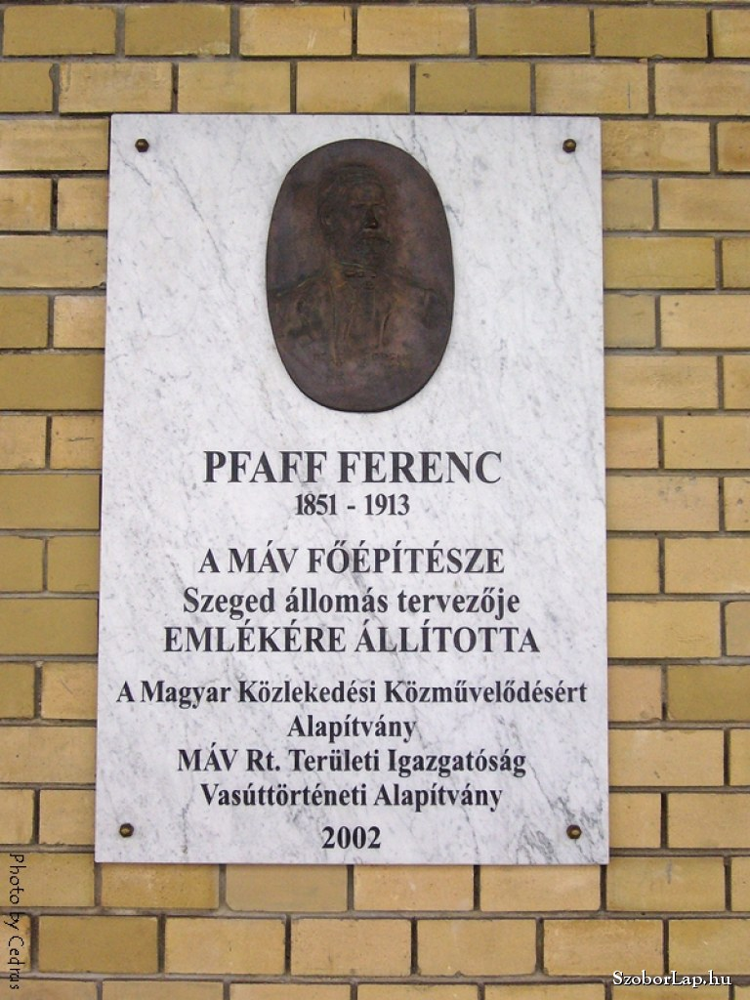 PFAFF FERENC
1851 - 1913
A MÁV FŐÉPÍTÉSZE
Szeged állomás tervezője
EMLÉKÉRE ÁLLÍTOTTA
A Magyar Közlekedési Közművelődésért
Alapítvány
MÁV Rt. Területi Igazgatóság
Vasúttörténeti Alapítvány
2002
Photo by Cedrus
SzoborLap.hu